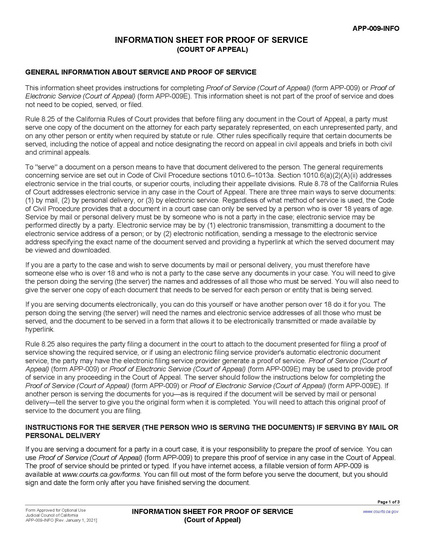 APP-009-INFO
INFORMATION SHEET FOR PROOF OF SERVICE
(COURT OF APPEAL)
GENERAL INFORMATION ABOUT SERVICE AND PROOF OF SERVICE
This information sheet provides instructions for completing Proof of Service (Court of Appeal) (form APP-009) or Proof of
Electronic Service (Court of Appeal) (form APP-009E). This information sheet is not part of the proof of service and does
not need to be copied, served, or filed.
Rule 8.25 of the California Rules of Court provides that before filing any document in the Court of Appeal, a party must
serve one copy of the document on the attorney for each party separately represented, on each unrepresented party, and
on any other person or entity when required by statute or rule. Other rules specifically require that certain documents be
served, including the notice of appeal and notice designating the record on appeal in civil appeals and briefs in both civil
and criminal appeals.
To "serve" a document on a person means to have that document delivered to the person. The general requirements
concerning service are set out in Code of Civil Procedure sections 1010.6–1013a. Section 1010.6(a)(2)(A)(ii) addresses
electronic service in the trial courts, or superior courts, including their appellate divisions. Rule 8.78 of the California Rules
of Court addresses electronic service in any case in the Court of Appeal. There are three main ways to serve documents:
(1) by mail, (2) by personal delivery, or (3) by electronic service. Regardless of what method of service is used, the Code
of Civil Procedure provides that a document in a court case can only be served by a person who is over 18 years of age.
Service by mail or personal delivery must be by someone who is not a party in the case; electronic service may be
performed directly by a party. Electronic service may be by (1) electronic transmission, transmitting a document to the
electronic service address of a person; or by (2) electronic notification, sending a message to the electronic service
address specifying the exact name of the document served and providing a hyperlink at which the served document may
be viewed and downloaded.
If you are a party to the case and wish to serve documents by mail or personal delivery, you must therefore have
someone else who is over 18 and who is not a party to the case serve any documents in your case. You will need to give
the person doing the serving (the server) the names and addresses of all those who must be served. You will also need to
give the server one copy of each document that needs to be served for each person or entity that is being served.
If you are serving documents electronically, you can do this yourself or have another person over 18 do it for you. The
person doing the serving (the server) will need the names and electronic service addresses of all those who must be
served, and the document to be served in a form that allows it to be electronically transmitted or made available by
hyperlink.
Rule 8.25 also requires the party filing a document in the court to attach to the document presented for filing a proof of
service showing the required service, or if using an electronic filing service provider's automatic electronic document
service, the party may have the electronic filing service provider generate a proof of service. Proof of Service (Court of
Appeal) (form APP-009) or Proof of Electronic Service (Court of Appeal) (form APP-009E) may be used to provide proof
of service in any proceeding in the Court of Appeal. The server should follow the instructions below for completing the
Proof of Service (Court of Appeal) (form APP-009) or Proof of Electronic Service (Court of Appeal) (form APP-009E). If
another person is serving the documents for you—as is required if the document will be served by mail or personal
delivery—tell the server to give you the original form when it is completed. You will need to attach this original proof of
service to the document you are filing.
INSTRUCTIONS FOR THE SERVER (THE PERSON WHO IS SERVING THE DOCUMENTS) IF SERVING BY MAIL OR
PERSONAL DELIVERY
If you are serving a document for a party in a court case, it is your responsibility to prepare the proof of service. You can
use Proof of Service (Court of Appeal) (form APP-009) to prepare this proof of service in any case in the Court of Appeal.
The proof of service should be printed or typed. If you have internet access, a fillable version of form APP-009 is
available at www.courts.ca.gov/forms. You can fill out most of the form before you serve the document, but you should
sign and date the form only after you have finished serving the document.
Page 1 of 3
Form Approved for Optional Use
Judicial Council of California
APP-009-INFO [Rev. January 1, 2021]
INFORMATION SHEET FOR PROOF OF SERVICE
(Court of Appeal)
www.courts.ca.gov